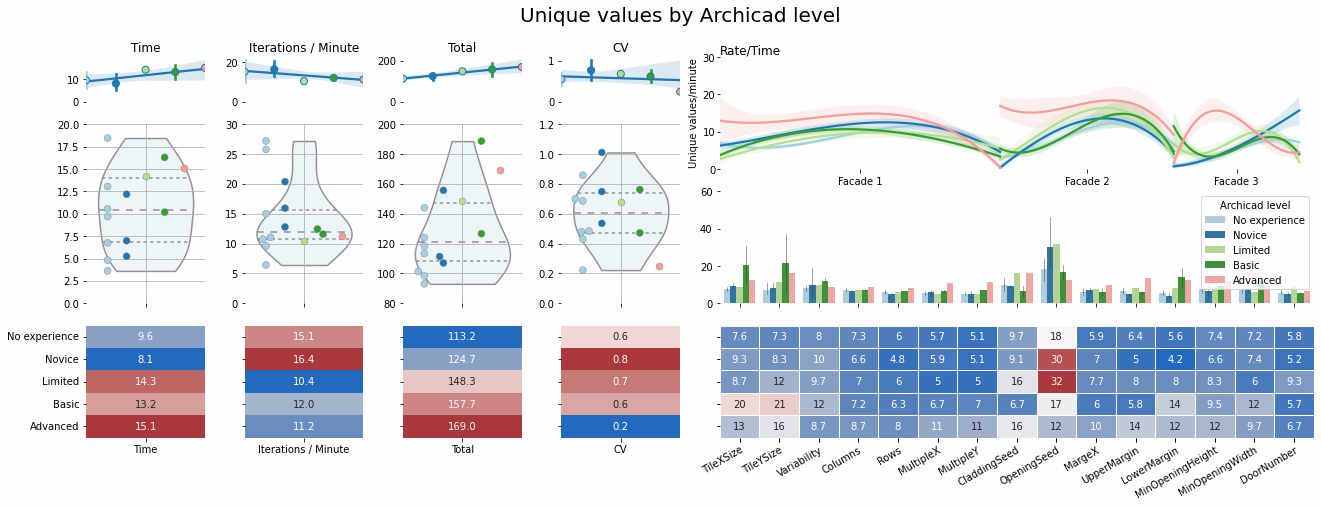 Unique values by Archicad level
Time
Iterations / Minute
Total
CV
Rate/Time
10
0
20
0
200
0
1
0
30
20
10
0
Unique values/minute
Facade 1
Facade 2
Facade 3
20.0
17.5
15.0
12.5
10.0
7.5
5.0
2.5
0.0
30
25
20
15
10
5
0
200
180
160
140
120
100
80
1.2
1.0
0.8
0.6
0.4
0.2
0.0
60
40
20
0
Archicad level
No experience
Novice
Limited
Basic
Advanced
No experience 9.6 15.1 113.2 0.6 7.6 7.3 8 7.3 6 5.7 5.1 9.7 18 5.9 6.4 5.6 7.4 7.2 5.8
Novice 8.1 16.4 124.7 0.8 9.3 8.3 10 6.6 4.8 5.9 5.1 9.1 30 7 5 4.2 6.6 7.4 5.2
Limited 14.3 10.4 148.3 0.7 8.7 12 9.7 7 6 5 5 16 32 7.7 8 8 8.3 6 9.3
Basic 13.2 12.0 157.7 0.6 20 21 12 7.2 6.3 6.7 7 6.7 17 6 5.8 14 9.5 12 5.7
Advanced 15.1 11.2 169.0 0.2 13 16 8.7 8.7 8 11 11 16 12 10 14 12 12 9.7 6.7
Time
Iterations / Minute
Total
CV
TileXSize
TileYSize
Variability
Columns
Rows
MultipleX
MultipleY
CladdingSeed
OpeningSeed
MargeX
UpperMargin
LowerMargin
MinOpeningHeight
MinOpeningWidth
DoorNumber